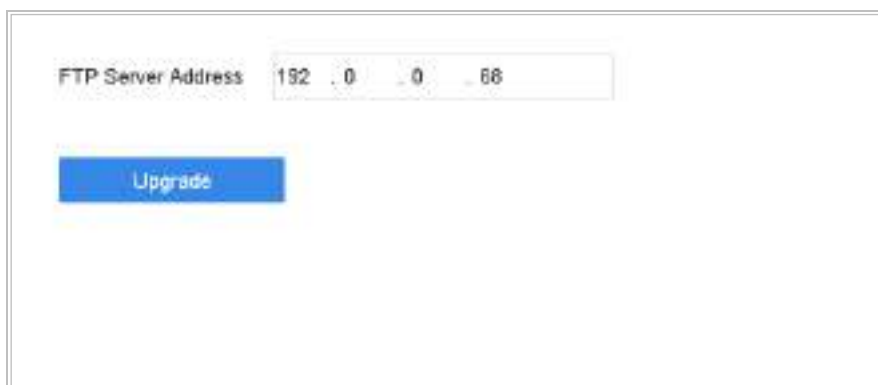 FTP Server Address 192 . 0 . 0 . 68
Upgrade